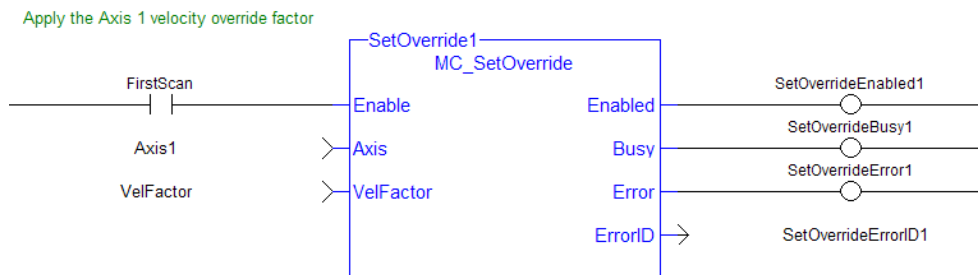 Apply the Axis 1 velocity override factor
SetOverride1
MC_SetOverride
FirstScan
SetOverrideEnabled1
Enable
Enabled
SetOverrideBusy1
Axis1
Axis
Busy
SetOverrideError1
VelFactor
VelFactor
Error
ErrorID
SetOverrideErrorID1